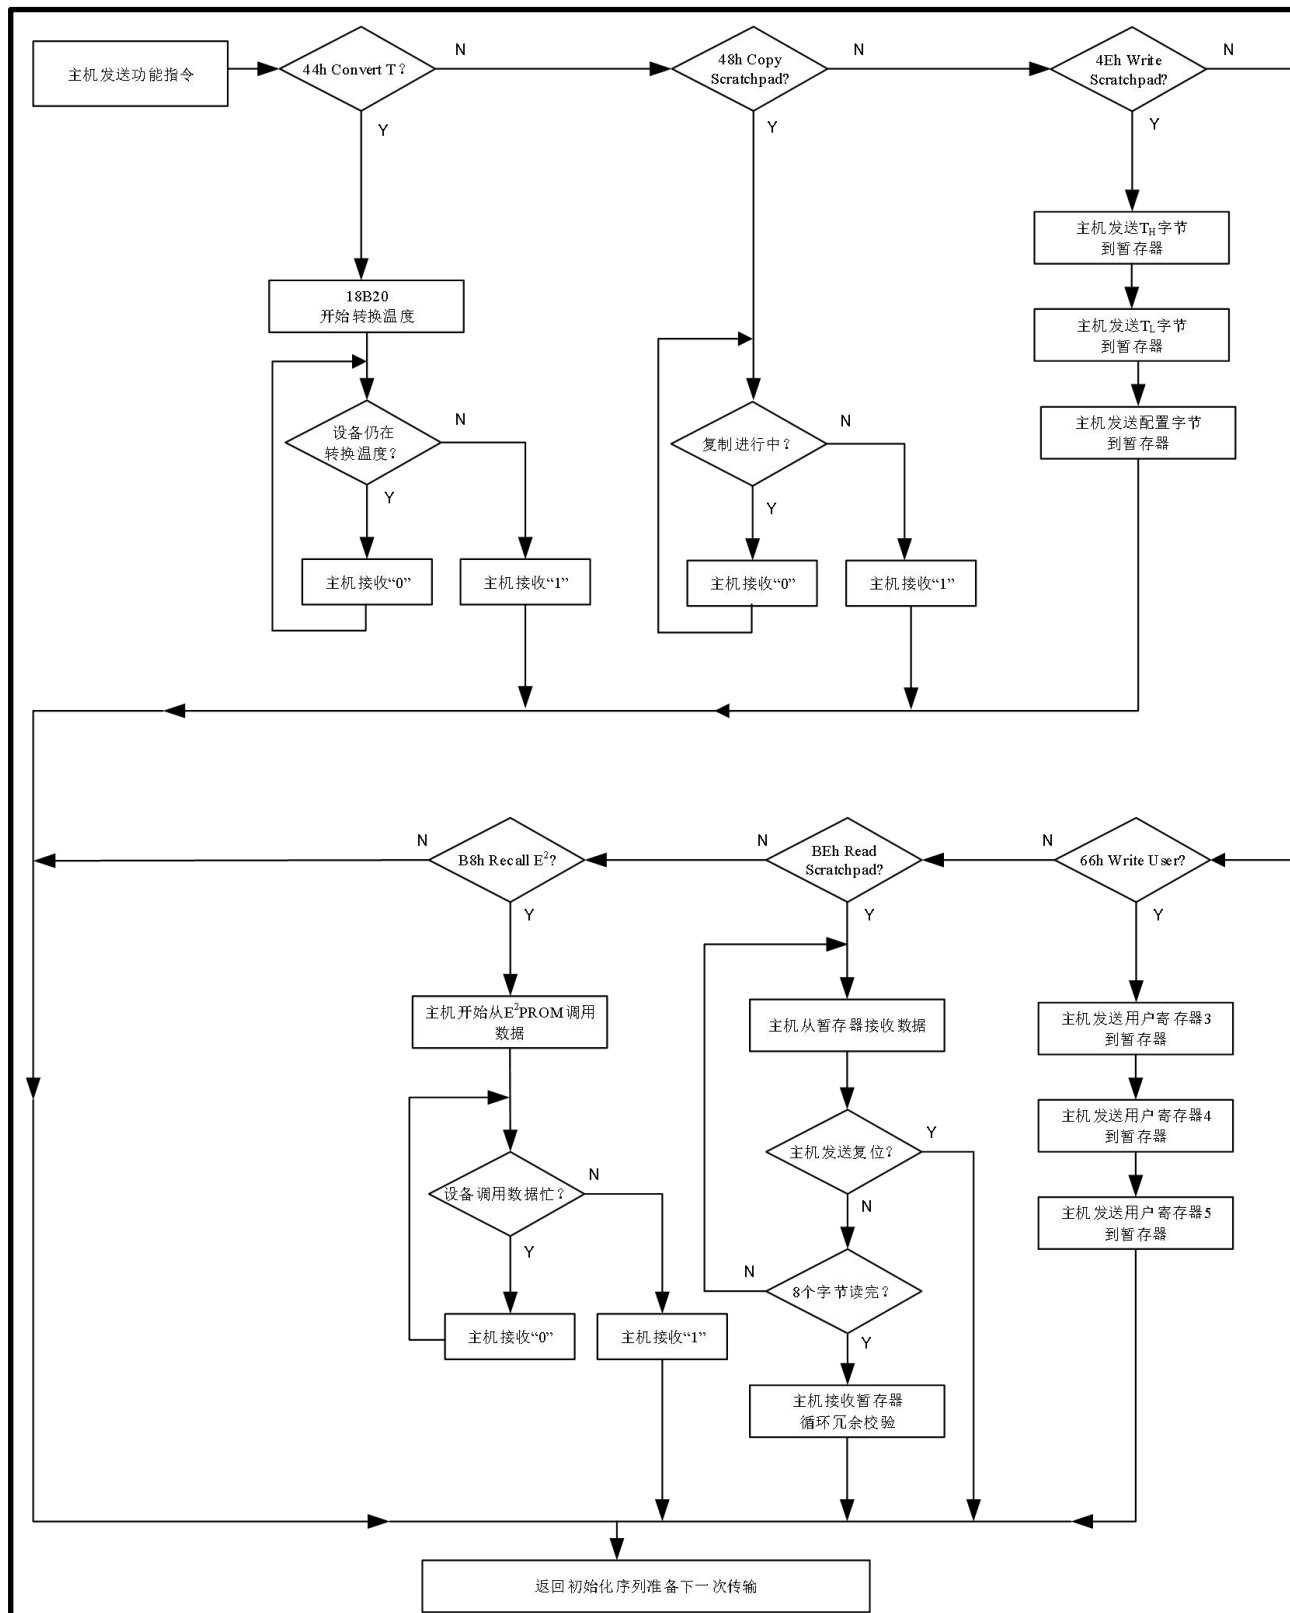 主机发送功能指令
44h Convert T？
N
Y
48h Copy
Scratchpad?
N
Y
4Eh Write
Scratchpad?
N
Y
主机发送T_H字节
到暂存器
18B20
开始转换温度
主机发送T_L字节
到暂存器
主机发送配置字节
到暂存器
设备仍在
转换温度？
N
Y
复制进行中？
N
Y
主机接收“0”
主机接收“1”
主机接收“0”
主机接收“1”
N
B8h Recall E²?
Y
N
BEh Read
Scratchpad?
Y
N
66h Write User?
Y
主机开始从E²PROM调用
数据
主机从暂存器接收数据
主机发送用户寄存器3
到暂存器
主机发送用户寄存器4
到暂存器
主机发送复位？
Y
N
设备调用数据忙？
N
Y
主机发送用户寄存器5
到暂存器
8个字节读完？
N
Y
主机接收“0”
主机接收“1”
主机接收暂存器
循环冗余校验
返回初始化序列准备下一次传输